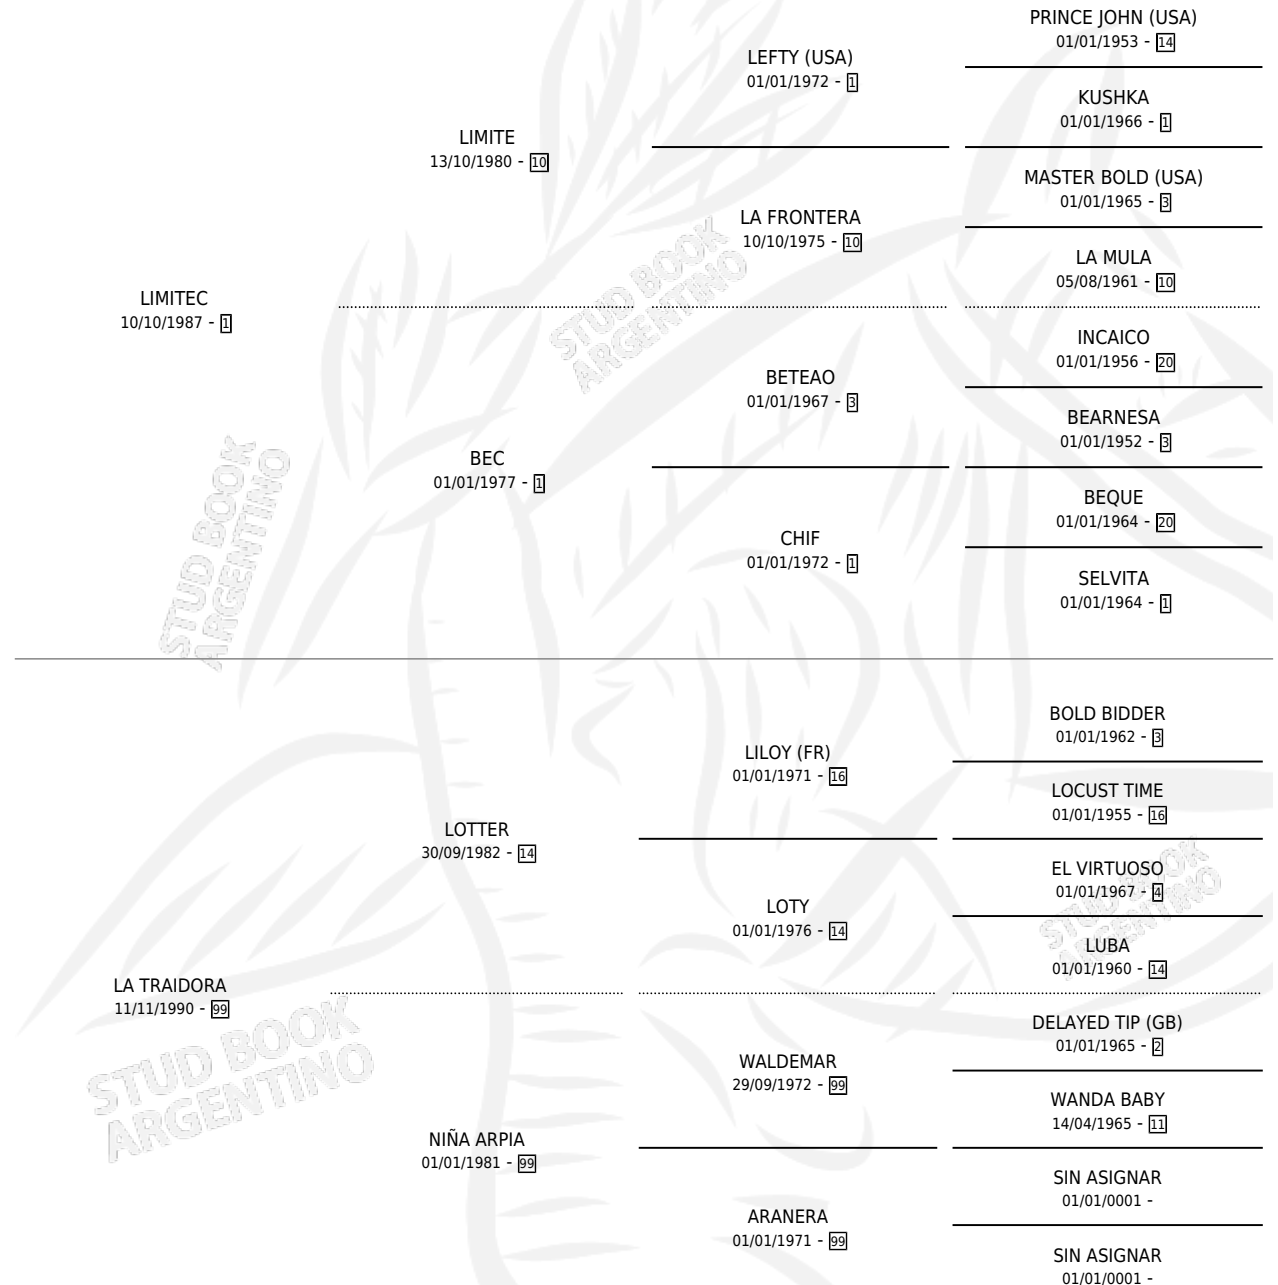 PRINCE JOHN (USA)
01/01/1953 - 14
LEFTY (USA)
01/01/1972 - 1
KUSHKA
01/01/1966 - 1
LIMITE
13/10/1980 - 10
MASTER BOLD (USA)
01/01/1965 - 3
LA FRONTERA
10/10/1975 - 10
LA MULA
05/08/1961 - 10
LIMITEC
10/10/1987 - 1
INCAICO
01/01/1956 - 20
BETEAO
01/01/1967 - 3
BEARNESA
01/01/1952 - 3
BEC
01/01/1977 - 1
BEQUE
01/01/1964 - 20
CHIF
01/01/1972 - 1
SELVITA
01/01/1964 - 1
BOLD BIDDER
01/01/1962 - 3
LILOY (FR)
01/01/1971 - 16
LOCUST TIME
01/01/1955 - 16
LOTTER
30/09/1982 - 14
EL VIRTUOSO
01/01/1967 - 4
LOTY
01/01/1976 - 14
LUBA
01/01/1960 - 14
LA TRAIDORA
11/11/1990 - 99
DELAYED TIP (GB)
01/01/1965 - 2
WALDEMAR
29/09/1972 - 99
WANDA BABY
14/04/1965 - 11
NIÑA ARPIA
01/01/1981 - 99
SIN ASIGNAR
01/01/0001 -
ARANERA
01/01/1971 - 99
SIN ASIGNAR
01/01/0001 -
STUD BOOK
ARGENTINO
STUD BOOK
ARGENTINO
STUD BOOK
ARGENTINO
STUD BOOK
ARGENTINO